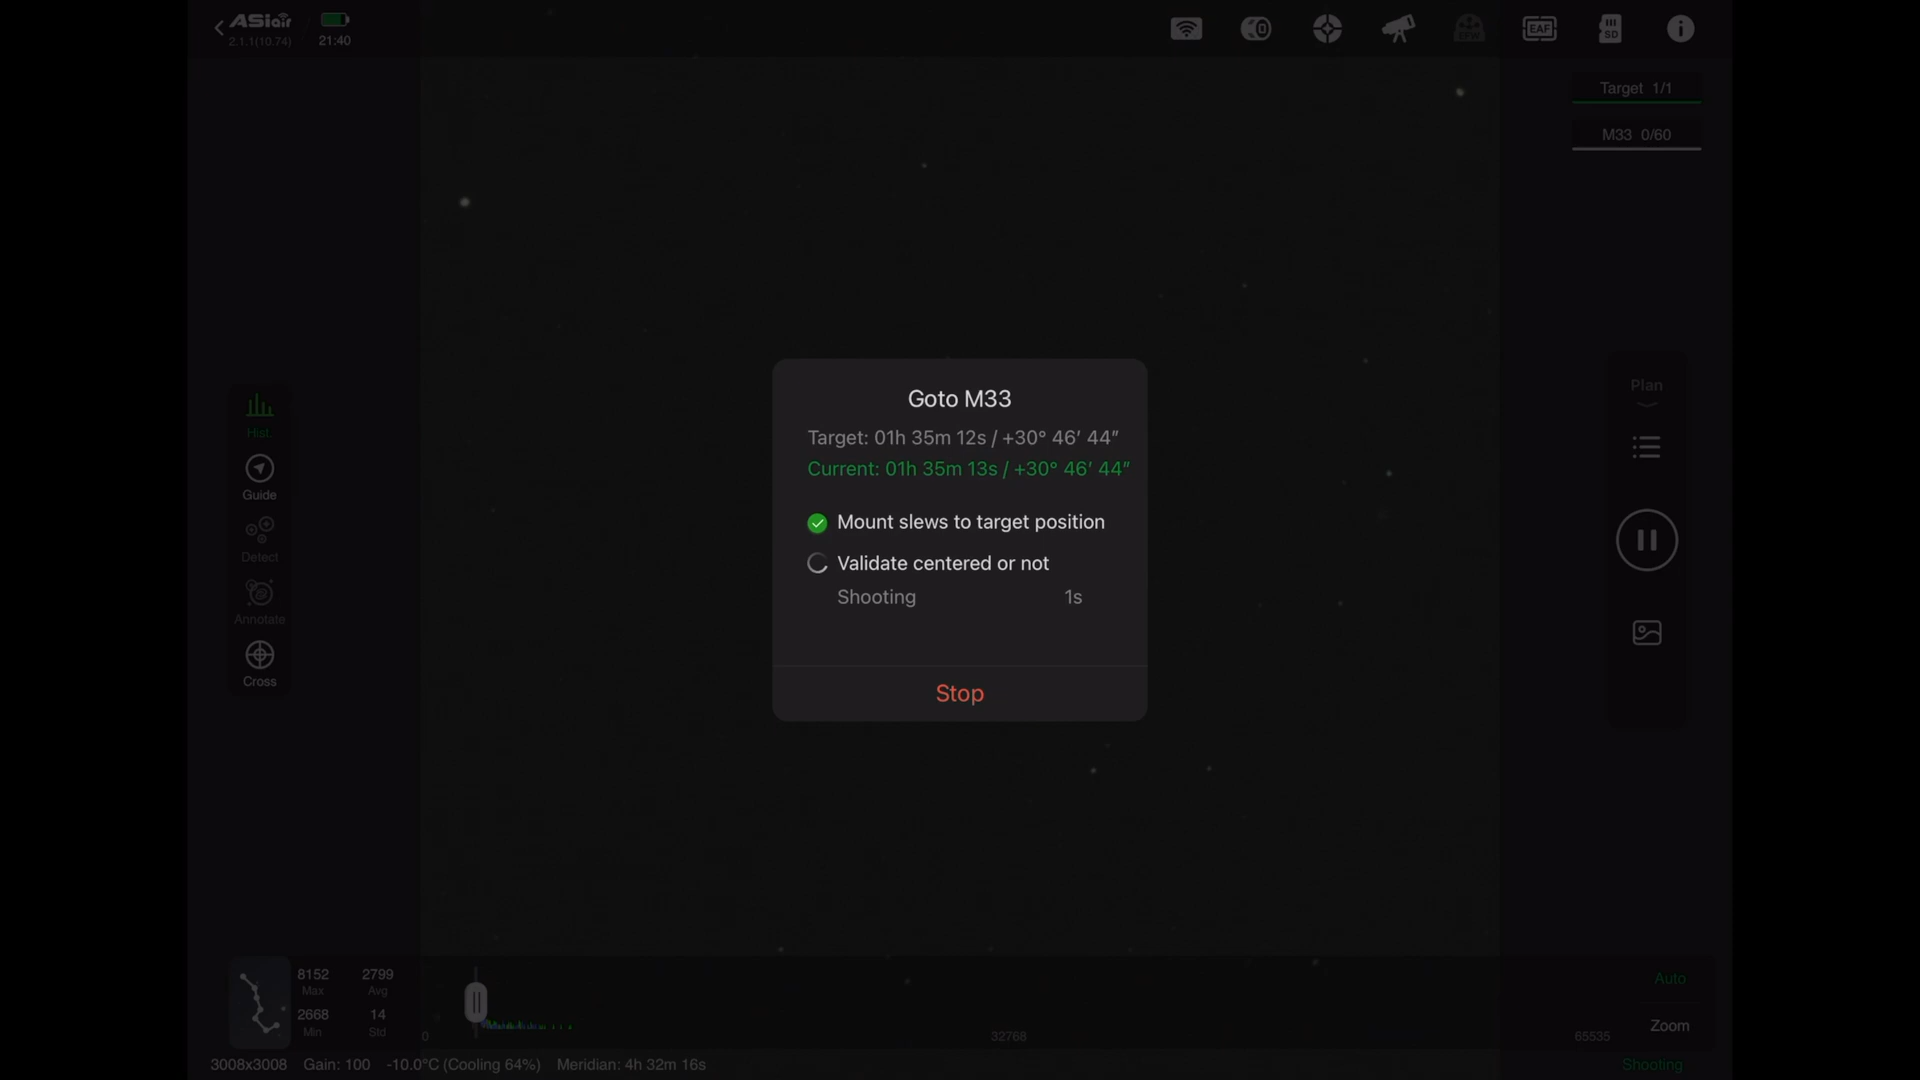 ASIair
2.1.1(10.74)
21:40
EFW
EAF
SD
Target 1/1
M33 0/60
Hist.
Guide
Detect
Annotate
Cross
Goto M33
Target: 01h 35m 12s / +30° 46′ 44″
Current: 01h 35m 13s / +30° 46′ 44″
Mount slews to target position
Validate centered or not
Shooting 1s
Stop
Plan
8152 2799
Max Avg
2668 14
Min Std
0 32768 65535
Auto
Zoom
3008x3008 Gain: 100 -10.0°C (Cooling 64%) Meridian: 4h 32m 16s
Shooting